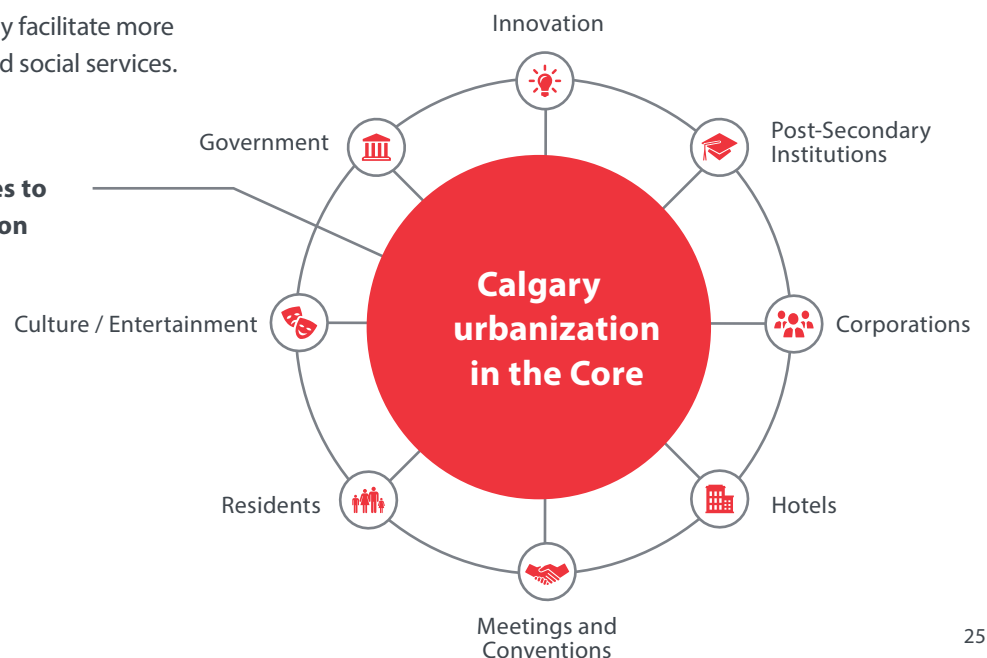 y facilitate more
d social services.
es to
on
Innovation
Government
Post-Secondary
Institutions
Culture / Entertainment
Calgary
urbanization
in the Core
Corporations
Residents
Hotels
Meetings and
Conventions
25